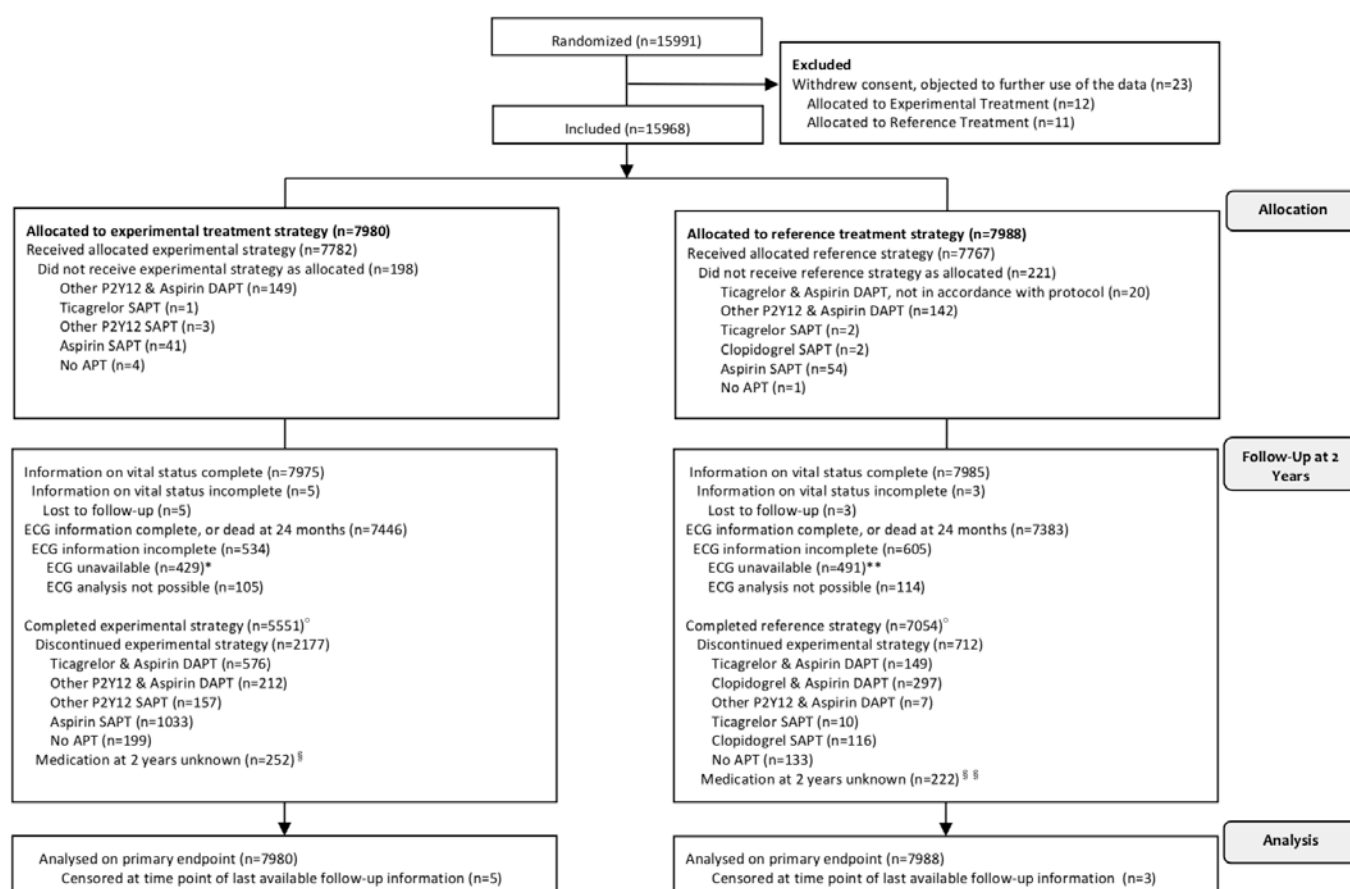 Randomized (n=15991)
Excluded
Withdrew consent, objected to further use of the data (n=23)
Allocated to Experimental Treatment (n=12)
Allocated to Reference Treatment (n=11)
Included (n=15968)
Allocation
Allocated to experimental treatment strategy (n=7980)
Received allocated experimental strategy (n=7782)
Did not receive experimental strategy as allocated (n=198)
Other P2Y12 & Aspirin DAPT (n=149)
Ticagrelor SAPT (n=1)
Other P2Y12 SAPT (n=3)
Aspirin SAPT (n=41)
No APT (n=4)
Allocated to reference treatment strategy (n=7988)
Received allocated reference strategy (n=7767)
Did not receive reference strategy as allocated (n=221)
Ticagrelor & Aspirin DAPT, not in accordance with protocol (n=20)
Other P2Y12 & Aspirin DAPT (n=142)
Ticagrelor SAPT (n=2)
Clopidogrel SAPT (n=2)
Aspirin SAPT (n=54)
No APT (n=1)
Follow-Up at 2
Years
Information on vital status complete (n=7975)
Information on vital status incomplete (n=5)
Lost to follow-up (n=5)
ECG information complete, or dead at 24 months (n=7446)
ECG information incomplete (n=534)
ECG unavailable (n=429)*
ECG analysis not possible (n=105)
Completed experimental strategy (n=5551)°
Discontinued experimental strategy (n=2177)
Ticagrelor & Aspirin DAPT (n=576)
Other P2Y12 & Aspirin DAPT (n=212)
Other P2Y12 SAPT (n=157)
Aspirin SAPT (n=1033)
No APT (n=199)
Medication at 2 years unknown (n=252) §
Information on vital status complete (n=7985)
Information on vital status incomplete (n=3)
Lost to follow-up (n=3)
ECG information complete, or dead at 24 months (n=7383)
ECG information incomplete (n=605)
ECG unavailable (n=491)**
ECG analysis not possible (n=114)
Completed reference strategy (n=7054)°
Discontinued experimental strategy (n=712)
Ticagrelor & Aspirin DAPT (n=149)
Clopidogrel & Aspirin DAPT (n=297)
Other P2Y12 & Aspirin DAPT (n=7)
Ticagrelor SAPT (n=10)
Clopidogrel SAPT (n=116)
No APT (n=133)
Medication at 2 years unknown (n=222) § §
Analysis
Analysed on primary endpoint (n=7980)
Censored at time point of last available follow-up information (n=5)
Analysed on primary endpoint (n=7988)
Censored at time point of last available follow-up information (n=3)